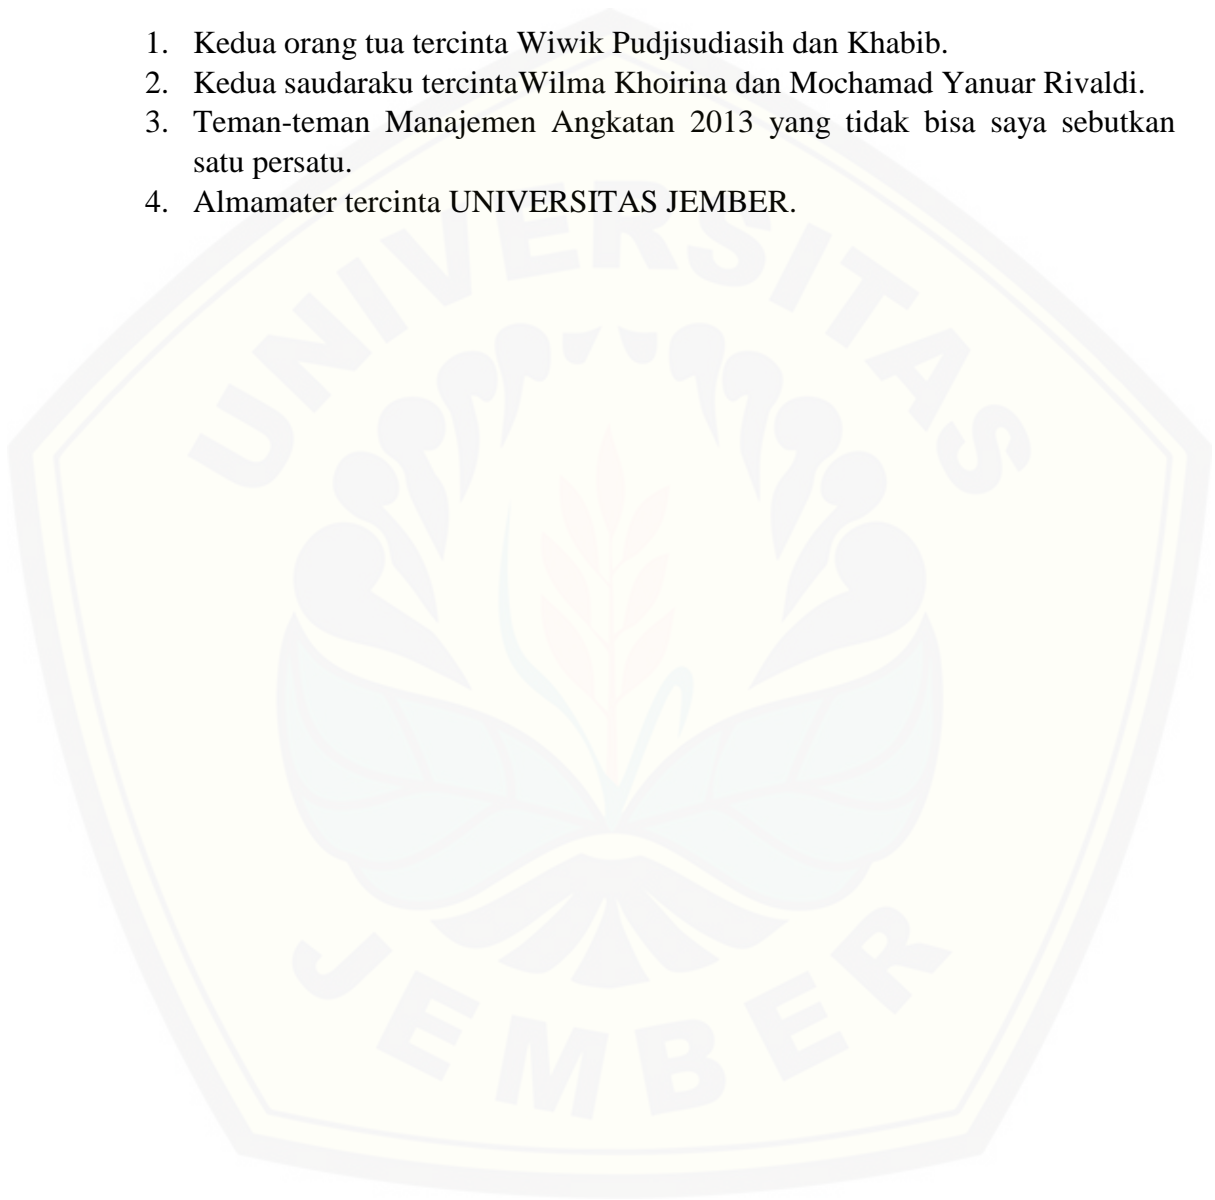 1. Kedua orang tua tercinta Wiwik Pudjisudiasih dan Khabib.
2. Kedua saudaraku tercintaWilma Khoirina dan Mochamad Yanuar Rivaldi.
3. Teman-teman Manajemen Angkatan 2013 yang tidak bisa saya sebutkan
satu persatu.
4. Almamater tercinta UNIVERSITAS JEMBER.
UNIVERSITAS
JEMBER